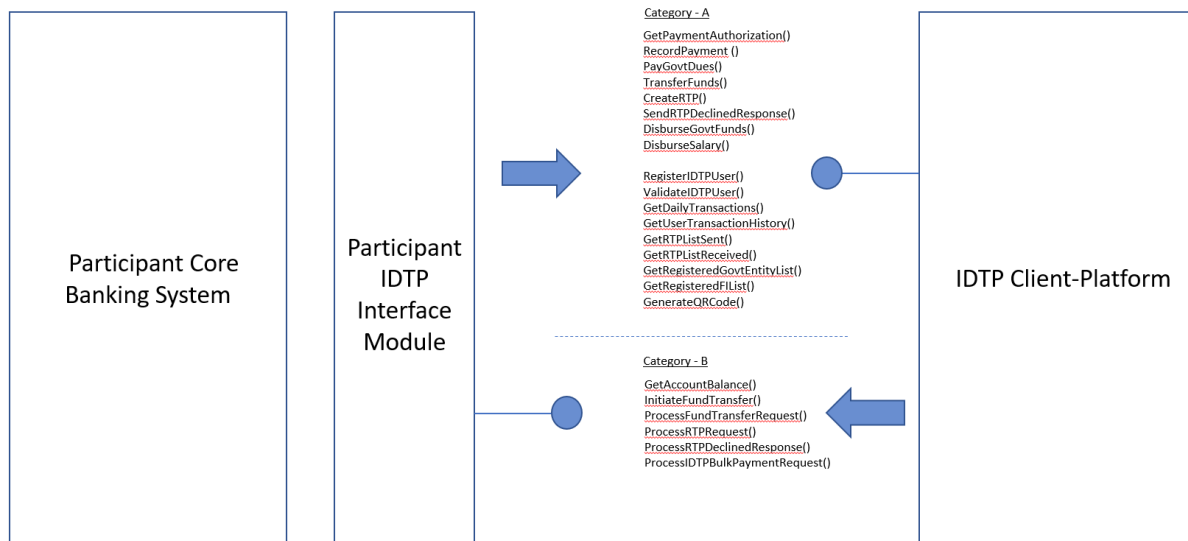 Participant Core
Banking System
Participant
IDTP
Interface
Module
Category - A
GetPaymentAuthorization()
RecordPayment ()
PayGovtDues()
TransferFunds()
CreateRTP()
SendRTPDeclinedResponse()
DisburseGovtFunds()
DisburseSalary()
RegisterIDTPUser()
ValidateIDTPUser()
GetDailyTransactions()
GetUserTransactionHistory()
GetRTPListSent()
GetRTPListReceived()
GetRegisteredGovtEntityList()
GetRegisteredFIList()
GenerateQRCode()
Category - B
GetAccountBalance()
InitiateFundTransfer()
ProcessFundTransferRequest()
ProcessRTPRequest()
ProcessRTPDeclinedResponse()
ProcessIDTPBulkPaymentRequest()
IDTP Client-Platform